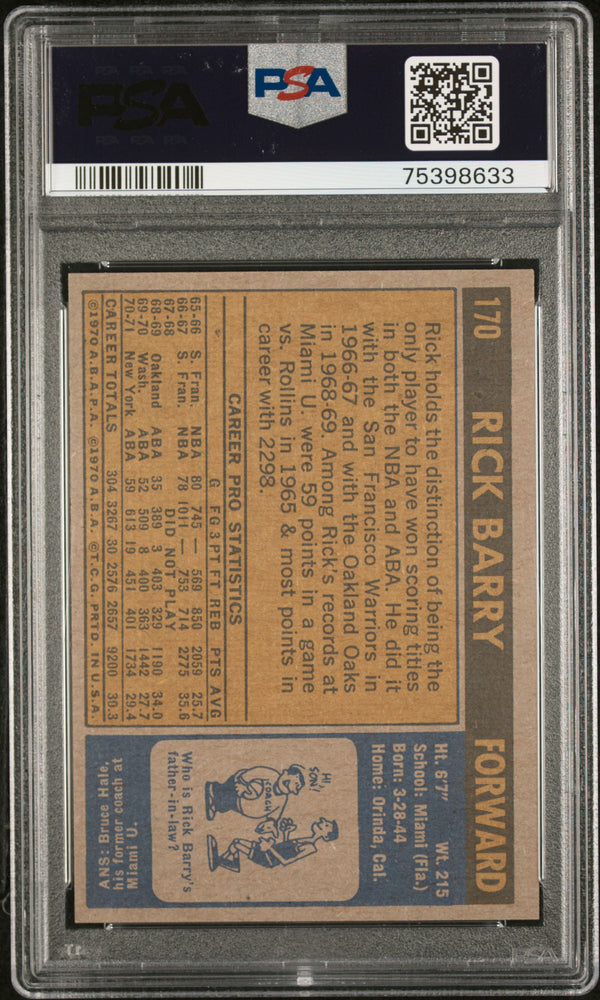 PSA
PSA
75398633
170 RICK BARRY FORWARD
Rick holds the distinction of being the
only player to have won scoring titles
in both the NBA and ABA. He did it
with the San Francisco Warriors in
1966-67 and with the Oakland Oaks
in 1968-69. Among Rick's records at
Miami U. were 59 points in a game
vs. Rollins in 1965 & most points in
career with 2298.
CAREER PRO STATISTICS
G FG 3PT FT REB PTS AVG
65-66 S. Fran. NBA 80 745 — 569 850 2059 25.7
66-67 S. Fran. NBA 78 1011 — 753 714 2775 35.6
67-68 DID NOT PLAY
68-69 Oakland ABA 35 389 3 403 329 1190 34.0
69-70 Wash. ABA 52 509 8 400 363 1442 27.7
70-71 New York ABA 59 613 19 451 401 1734 29.4
CAREER TOTALS 304 3267 30 2576 2657 9200 30.3
©1970 A.B.A.P.A. ©1970 A.B.A. ©T.C.G. PRTD. IN U.S.A.
Ht. 6'7" Wt. 215
School: Miami (Fla.)
Born: 3-28-44
Home: Orinda, Cal.
HI,
SON!
COACH
Who is Rick Barry's
father-in-law?
ANS: Bruce Hale,
his former coach at
Miami U.
PSA